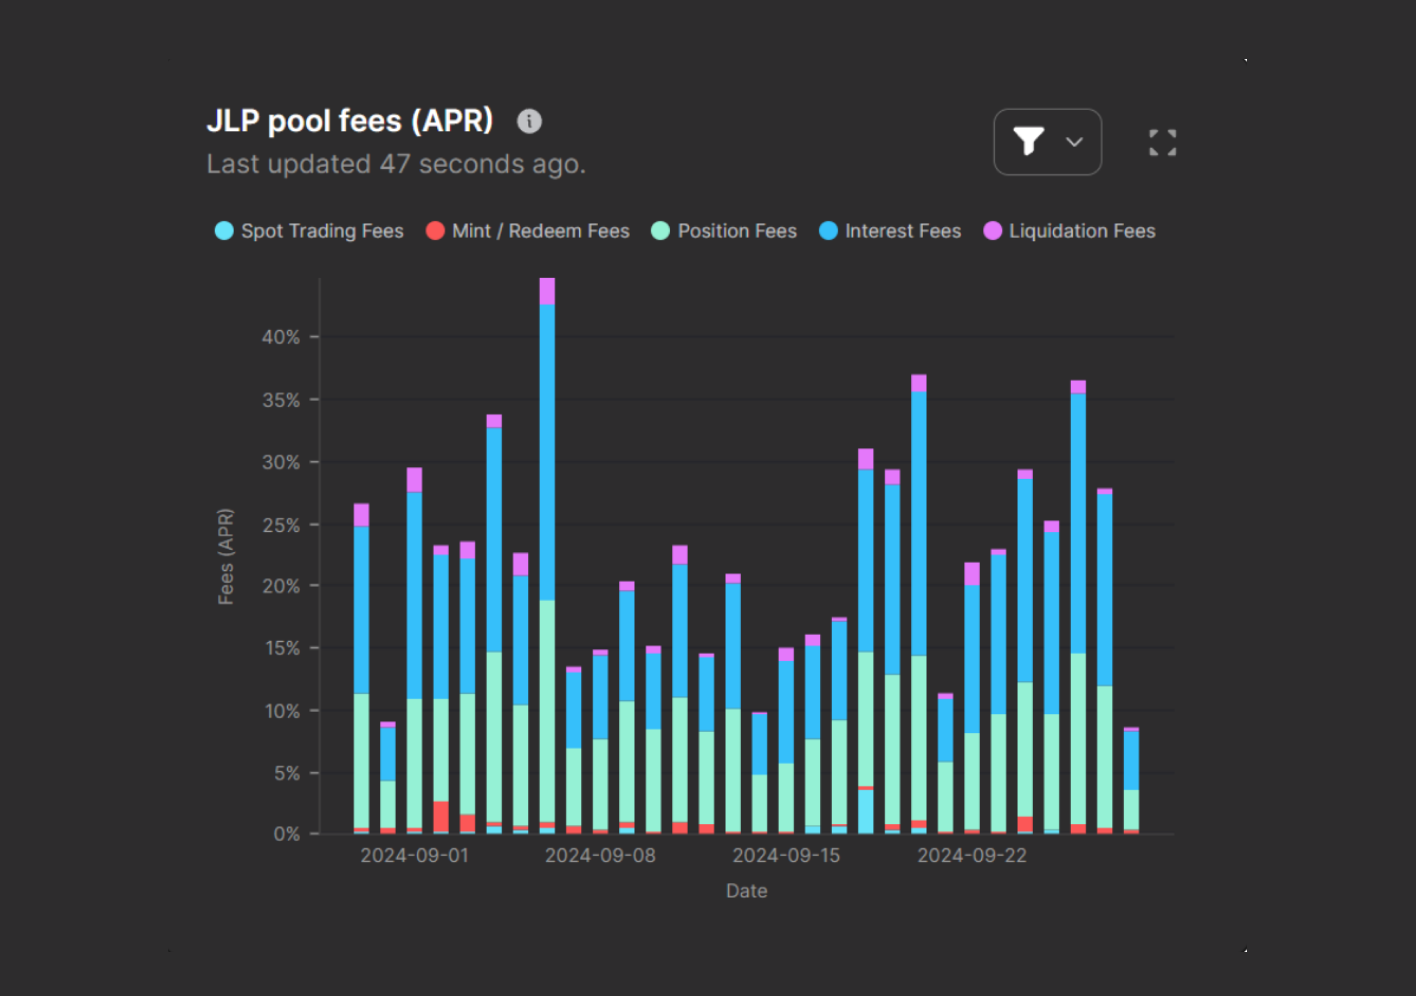 JLP pool fees (APR)
Last updated 47 seconds ago.
Spot Trading Fees Mint / Redeem Fees Position Fees Interest Fees Liquidation Fees
40%
35%
30%
25%
20%
15%
10%
5%
0%
Fees (APR)
2024-09-01 2024-09-08 2024-09-15 2024-09-22
Date